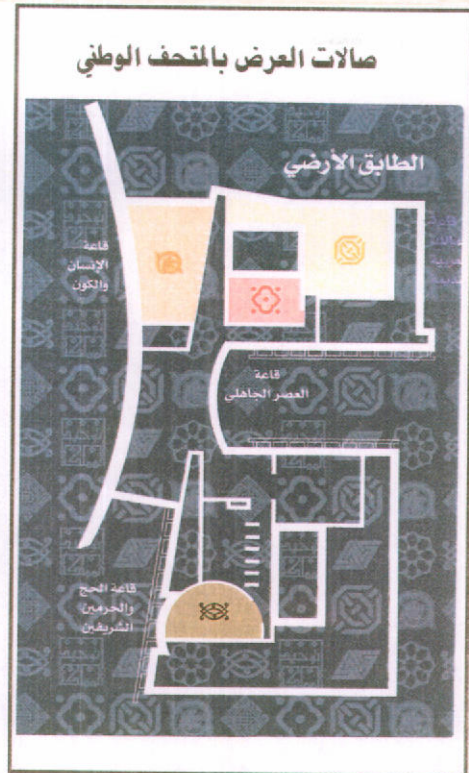 صالات العرض بالمتحف الوطني
الطابق الأرضي
قاعة
الإنسان
والكون
قاعة
العصر الجاهلي
قاعة الحج
والحرمين
الشريفين